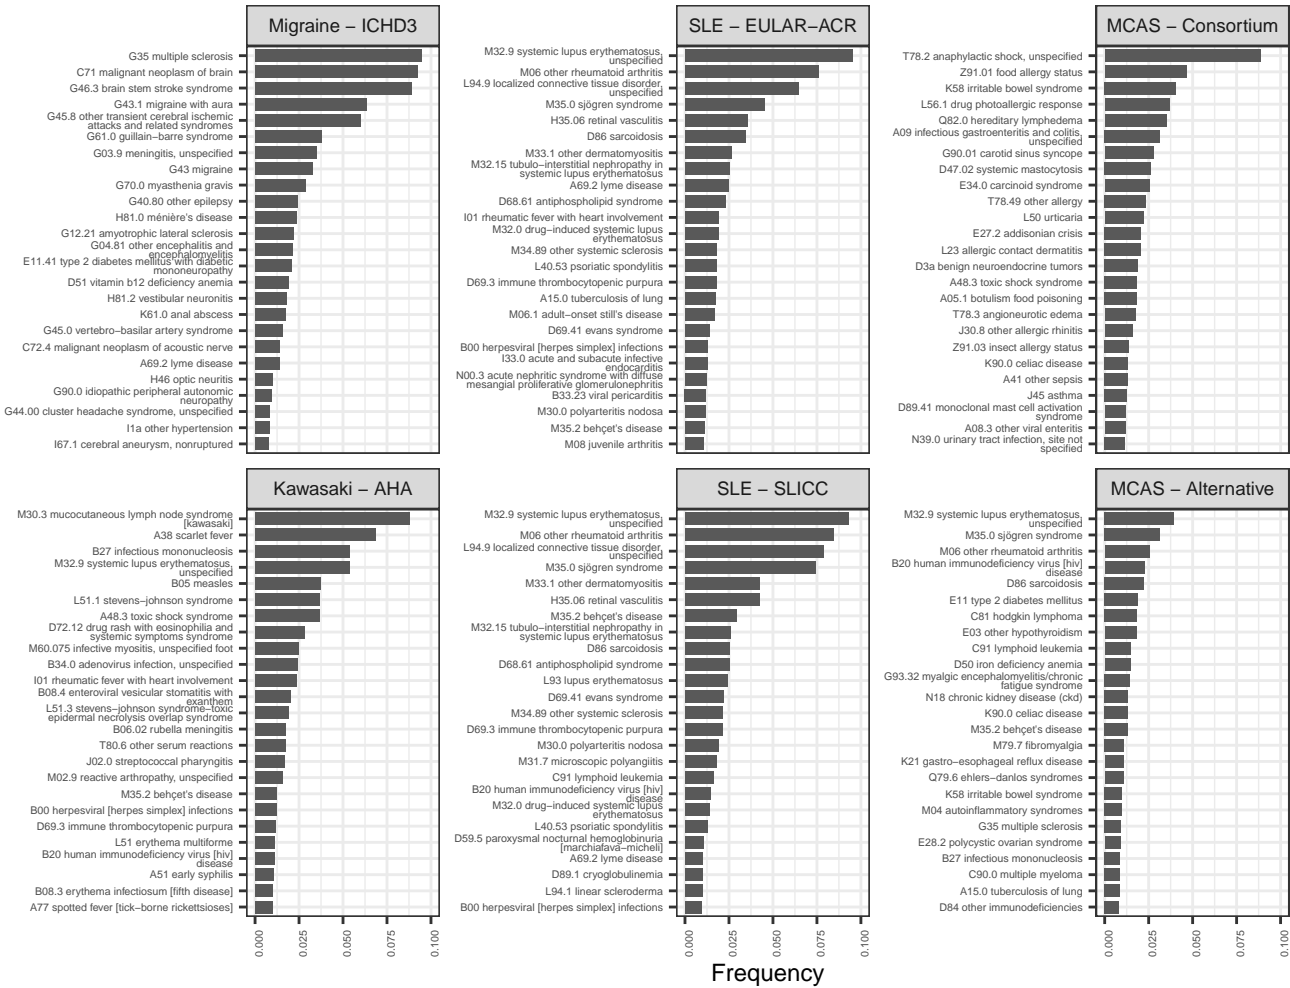 Migraine − ICHD3
G35 multiple sclerosis
C71 malignant neoplasm of brain
G46.3 brain stem stroke syndrome
G43.1 migraine with aura
G45.8 other transient cerebral ischemic
attacks and related syndromes
G61.0 guillain−barre syndrome
G03.9 meningitis, unspecified
G43 migraine
G70.0 myasthenia gravis
G40.80 other epilepsy
H81.0 ménière's disease
G12.21 amyotrophic lateral sclerosis
G04.81 other encephalitis and
encephalomyelitis
E11.41 type 2 diabetes mellitus with diabetic
mononeuropathy
D51 vitamin b12 deficiency anemia
H81.2 vestibular neuronitis
K61.0 anal abscess
G45.0 vertebro−basilar artery syndrome
C72.4 malignant neoplasm of acoustic nerve
A69.2 lyme disease
H46 optic neuritis
G90.0 idiopathic peripheral autonomic
neuropathy
G44.00 cluster headache syndrome, unspecified
I1a other hypertension
I67.1 cerebral aneurysm, nonruptured
SLE − EULAR−ACR
M32.9 systemic lupus erythematosus,
unspecified
M06 other rheumatoid arthritis
L94.9 localized connective tissue disorder,
unspecified
M35.0 sjögren syndrome
H35.06 retinal vasculitis
D86 sarcoidosis
M33.1 other dermatomyositis
M32.15 tubulo−interstitial nephropathy in
systemic lupus erythematosus
A69.2 lyme disease
D68.61 antiphospholipid syndrome
I01 rheumatic fever with heart involvement
M32.0 drug−induced systemic lupus
erythematosus
M34.89 other systemic sclerosis
L40.53 psoriatic spondylitis
D69.3 immune thrombocytopenic purpura
A15.0 tuberculosis of lung
M06.1 adult−onset still's disease
D69.41 evans syndrome
B00 herpesviral [herpes simplex] infections
I33.0 acute and subacute infective
endocarditis
N00.3 acute nephritic syndrome with diffuse
mesangial proliferative glomerulonephritis
B33.23 viral pericarditis
M30.0 polyarteritis nodosa
M35.2 behçet's disease
M08 juvenile arthritis
MCAS − Consortium
T78.2 anaphylactic shock, unspecified
Z91.01 food allergy status
K58 irritable bowel syndrome
L56.1 drug photoallergic response
Q82.0 hereditary lymphedema
A09 infectious gastroenteritis and colitis,
unspecified
G90.01 carotid sinus syncope
D47.02 systemic mastocytosis
E34.0 carcinoid syndrome
T78.49 other allergy
L50 urticaria
E27.2 addisonian crisis
L23 allergic contact dermatitis
D3a benign neuroendocrine tumors
A48.3 toxic shock syndrome
A05.1 botulism food poisoning
T78.3 angioneurotic edema
J30.8 other allergic rhinitis
Z91.03 insect allergy status
K90.0 celiac disease
A41 other sepsis
J45 asthma
D89.41 monoclonal mast cell activation
syndrome
A08.3 other viral enteritis
N39.0 urinary tract infection, site not
specified
Kawasaki − AHA
M30.3 mucocutaneous lymph node syndrome
[kawasaki]
A38 scarlet fever
B27 infectious mononucleosis
M32.9 systemic lupus erythematosus,
unspecified
B05 measles
L51.1 stevens−johnson syndrome
A48.3 toxic shock syndrome
D72.12 drug rash with eosinophilia and
systemic symptoms syndrome
M60.075 infective myositis, unspecified foot
B34.0 adenovirus infection, unspecified
I01 rheumatic fever with heart involvement
B08.4 enteroviral vesicular stomatitis with
exanthem
L51.3 stevens−johnson syndrome−toxic
epidermal necrolysis overlap syndrome
B06.02 rubella meningitis
T80.6 other serum reactions
J02.0 streptococcal pharyngitis
M02.9 reactive arthropathy, unspecified
M35.2 behçet's disease
B00 herpesviral [herpes simplex] infections
D69.3 immune thrombocytopenic purpura
L51 erythema multiforme
B20 human immunodeficiency virus [hiv]
disease
A51 early syphilis
B08.3 erythema infectiosum [fifth disease]
A77 spotted fever [tick−borne rickettsioses]
0.000
0.025
0.050
0.075
0.100
SLE − SLICC
M32.9 systemic lupus erythematosus,
unspecified
M06 other rheumatoid arthritis
L94.9 localized connective tissue disorder,
unspecified
M35.0 sjögren syndrome
M33.1 other dermatomyositis
H35.06 retinal vasculitis
M35.2 behçet's disease
M32.15 tubulo−interstitial nephropathy in
systemic lupus erythematosus
D86 sarcoidosis
D68.61 antiphospholipid syndrome
L93 lupus erythematosus
D69.41 evans syndrome
M34.89 other systemic sclerosis
D69.3 immune thrombocytopenic purpura
M30.0 polyarteritis nodosa
M31.7 microscopic polyangiitis
C91 lymphoid leukemia
B20 human immunodeficiency virus [hiv]
disease
M32.0 drug−induced systemic lupus
erythematosus
L40.53 psoriatic spondylitis
D59.5 paroxysmal nocturnal hemoglobinuria
[marchiafava−micheli]
A69.2 lyme disease
D89.1 cryoglobulinemia
L94.1 linear scleroderma
B00 herpesviral [herpes simplex] infections
0.000
0.025
0.050
0.075
0.100
MCAS − Alternative
M32.9 systemic lupus erythematosus,
unspecified
M35.0 sjögren syndrome
M06 other rheumatoid arthritis
B20 human immunodeficiency virus [hiv]
disease
D86 sarcoidosis
E11 type 2 diabetes mellitus
C81 hodgkin lymphoma
E03 other hypothyroidism
C91 lymphoid leukemia
D50 iron deficiency anemia
G93.32 myalgic encephalomyelitis/chronic
fatigue syndrome
N18 chronic kidney disease (ckd)
K90.0 celiac disease
M35.2 behçet's disease
M79.7 fibromyalgia
K21 gastro−esophageal reflux disease
Q79.6 ehlers−danlos syndromes
K58 irritable bowel syndrome
M04 autoinflammatory syndromes
G35 multiple sclerosis
E28.2 polycystic ovarian syndrome
B27 infectious mononucleosis
C90.0 multiple myeloma
A15.0 tuberculosis of lung
D84 other immunodeficiencies
0.000
0.025
0.050
0.075
0.100
Frequency